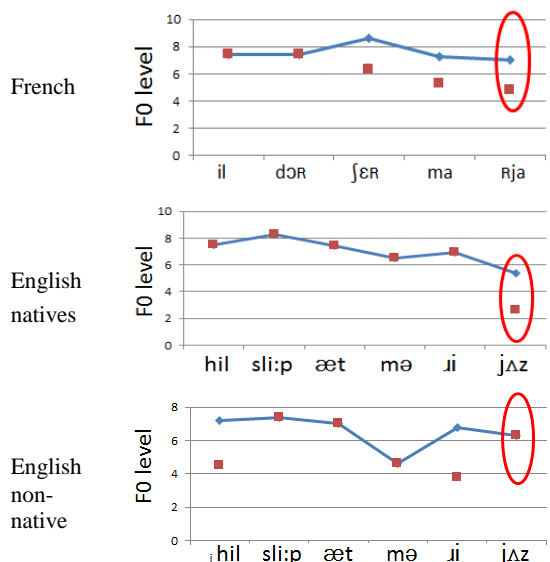 French
F0 level
10
8
6
4
2
0
il
dɔʀ
ʃɛʀ
ma
ʀja
English
natives
F0 level
10
8
6
4
2
0
hil
sli:p
æt
mə
ɹi
jʌz
English
non-
native
F0 level
8
6
4
2
0
hil
sli:p
æt
mə
ɹi
jʌz